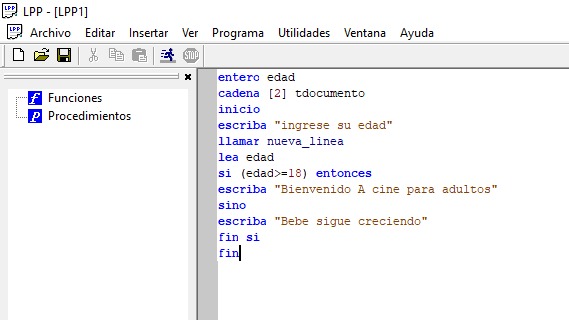 LPP - [LPP1]
Archivo Editar Insertar Ver Programa Utilidades Ventana Ayuda
Funciones
Procedimientos
entero edad
cadena [2] tdocumento
inicio
escriba "ingrese su edad"
llamar nueva_linea
lea edad
si (edad>=18) entonces
escriba "Bienvenido A cine para adultos"
sino
escriba "Bebe sigue creciendo"
fin si
fin